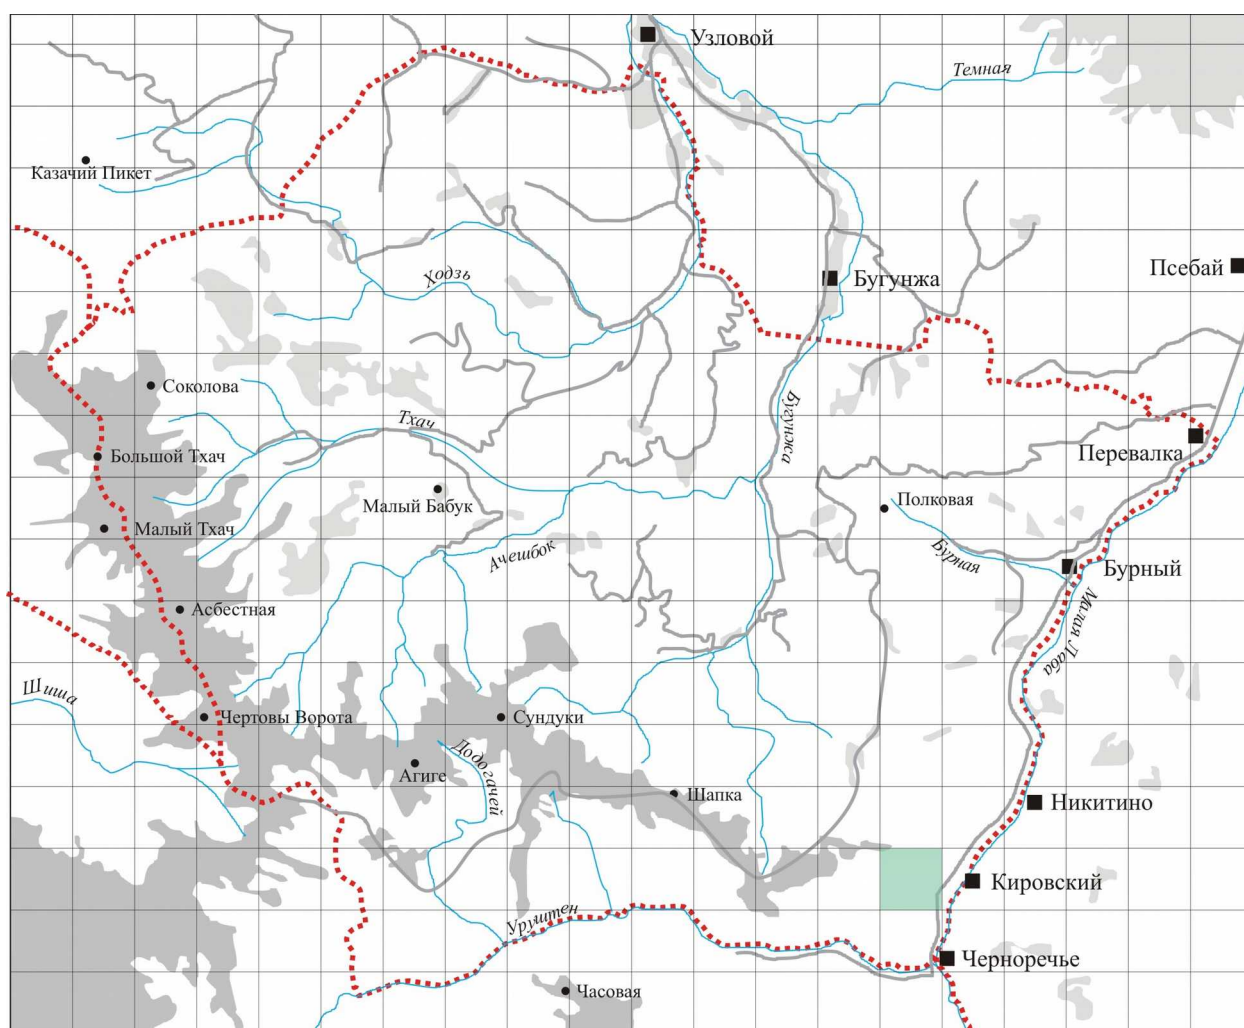 Узловой
Темная
Казачий Пикет
Ходзь
Бугунжа
Псебай
Соколова
Тхач
Бугунжа
Большой Тхач
Перевалка
Малый Бабук
Полковая
Малый Тхач
Ачешбок
Бурная
Бурный
Асбестная
Малая Лаба
Шиша
Чертовы Ворота
Сундуки
Додогачей
Агиге
Шапка
Никитино
Кировский
Уруштен
Черноречье
Часовая